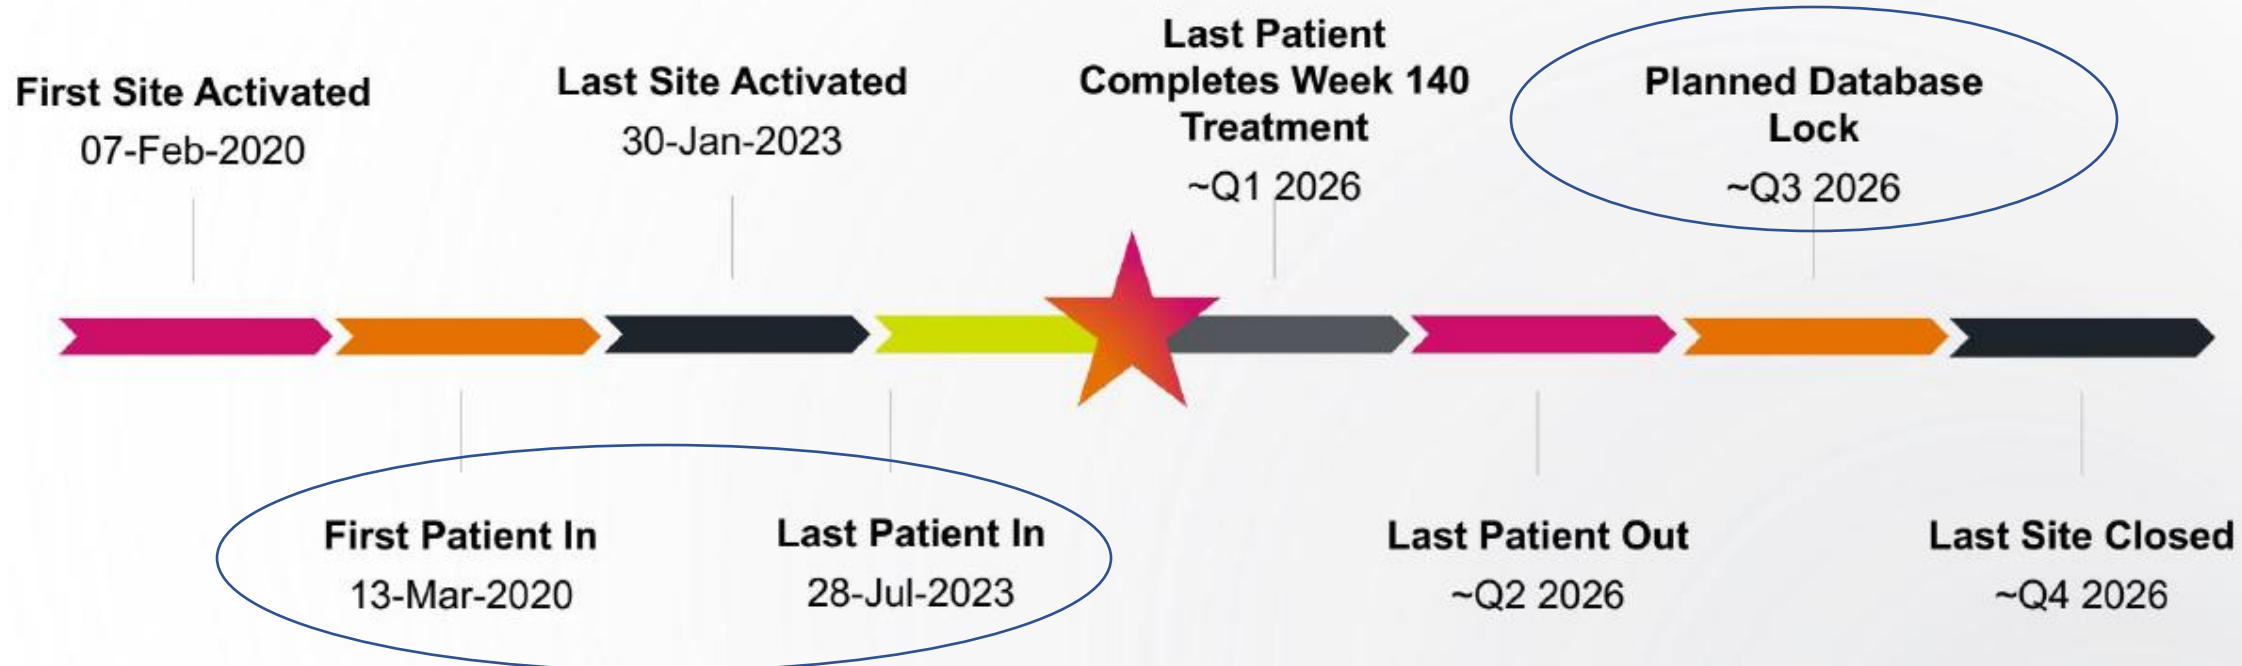 First Site Activated
07-Feb-2020
Last Site Activated
30-Jan-2023
Last Patient
Completes Week 140
Treatment
~Q1 2026
Planned Database
Lock
~Q3 2026
First Patient In
13-Mar-2020
Last Patient In
28-Jul-2023
Last Patient Out
~Q2 2026
Last Site Closed
~Q4 2026